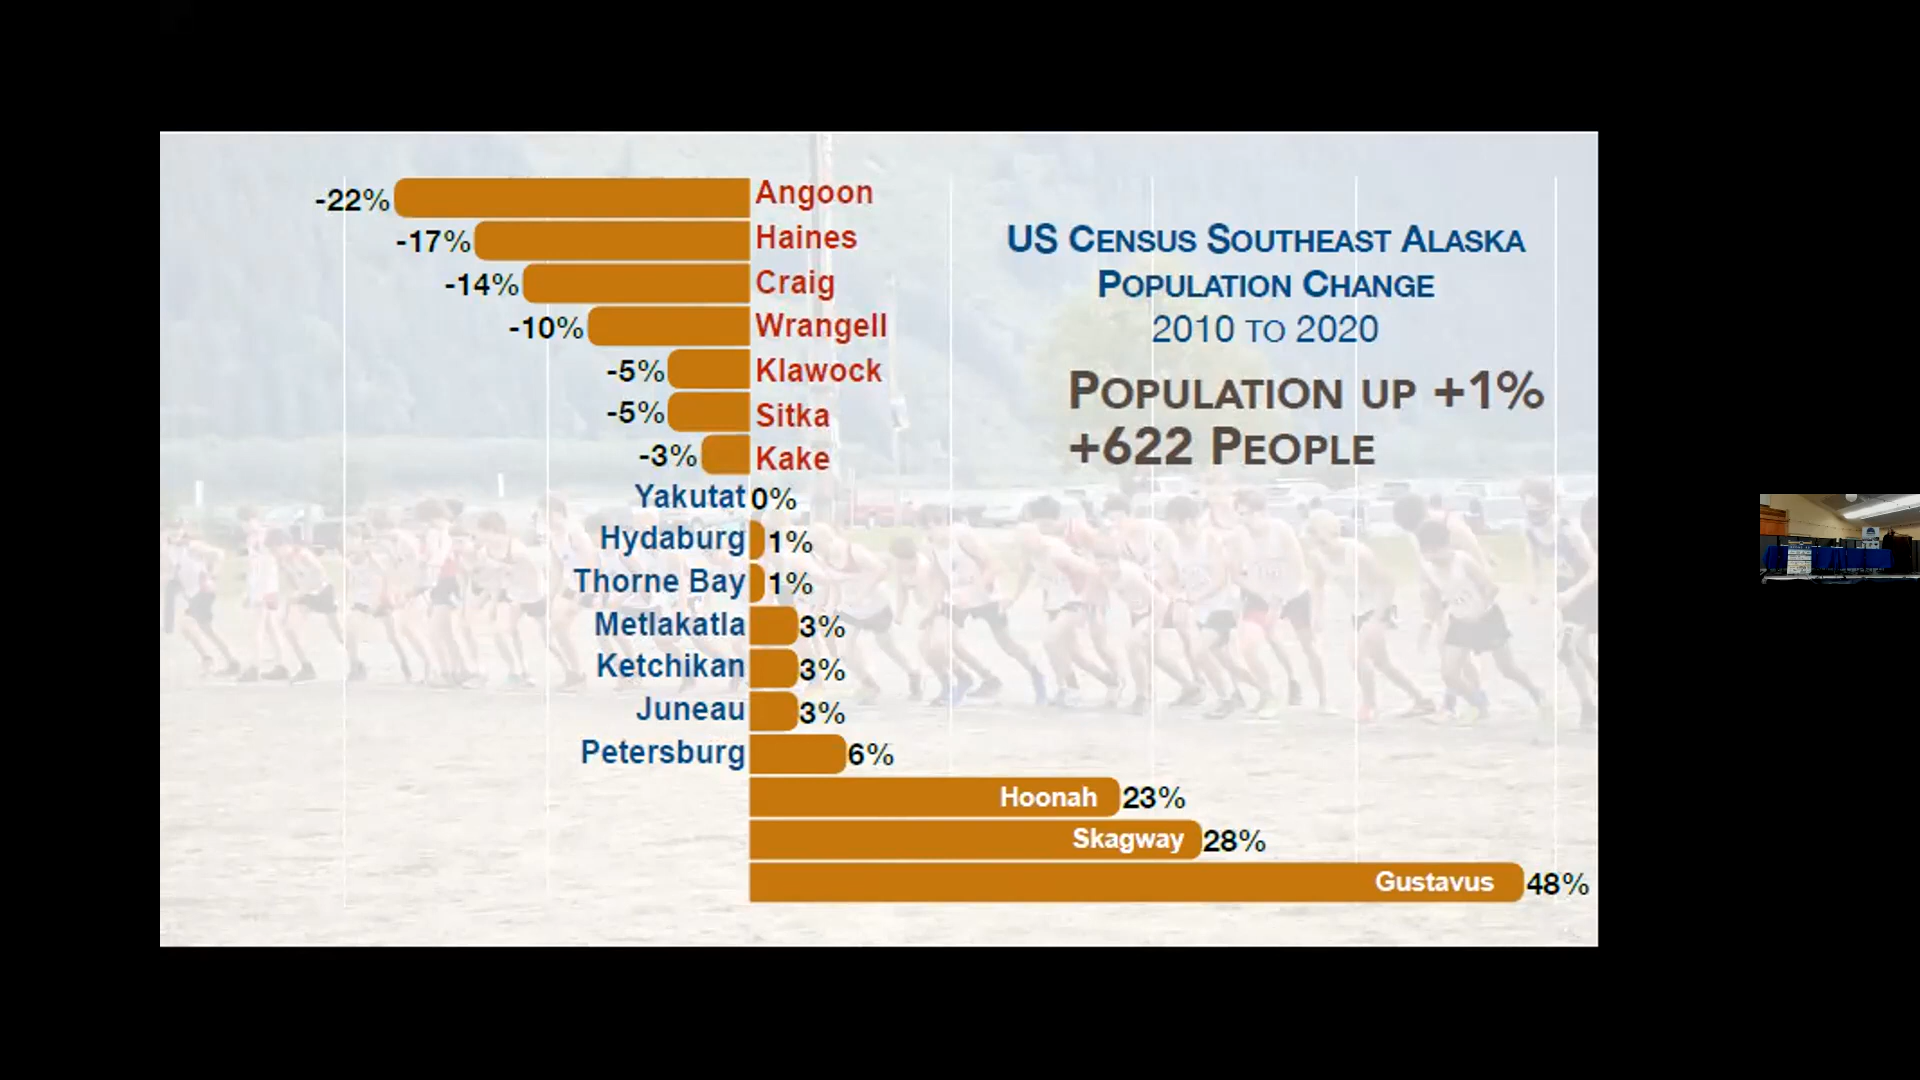 -22% Angoon
-17% Haines
-14% Craig
-10% Wrangell
-5% Klawock
-5% Sitka
-3% Kake
Yakutat 0%
Hydaburg 1%
Thorne Bay 1%
Metlakatla 3%
Ketchikan 3%
Juneau 3%
Petersburg 6%
Hoonah 23%
Skagway 28%
Gustavus 48%
US CENSUS SOUTHEAST ALASKA
POPULATION CHANGE
2010 TO 2020
POPULATION UP +1%
+622 PEOPLE